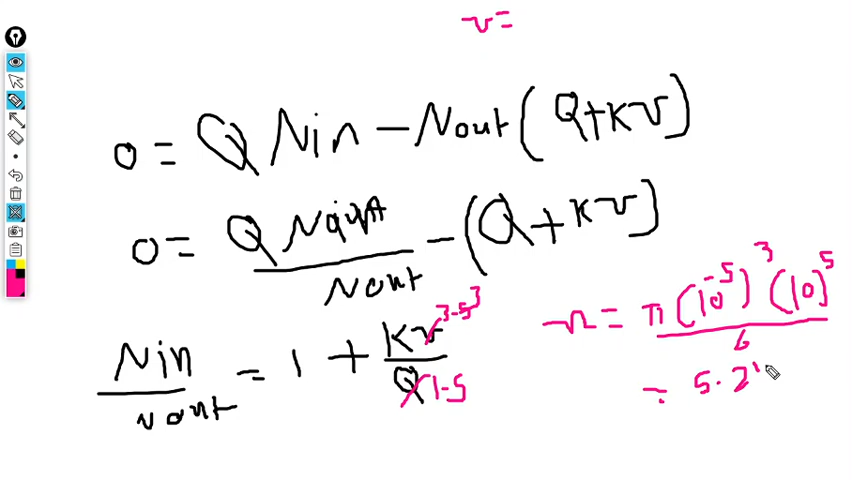 v=
0 = Q Nin - Nout (Q+KV)
0 = Q Nin / Nout - (Q+KV)
Nin / Nout = 1 + KV 3-5 3 / Q 1-5
n = π (10^-5)^3 (10)^5 / 6
= 5.2